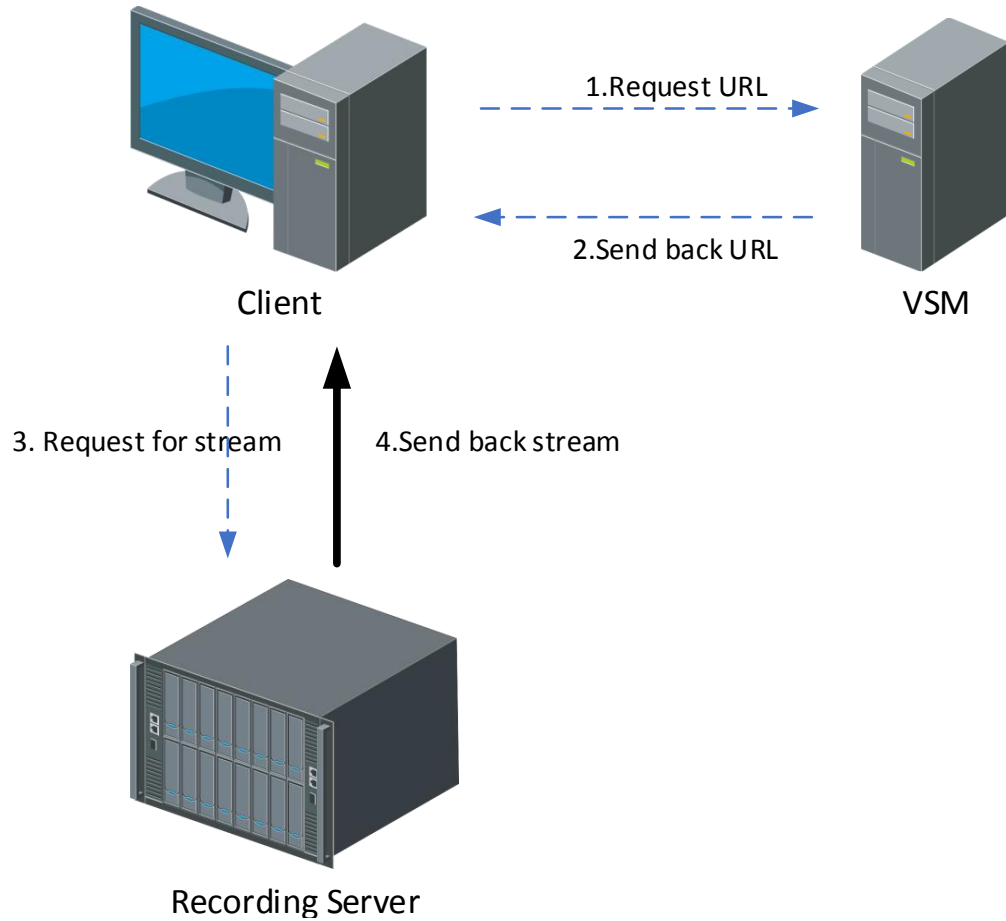 1.Request URL
2.Send back URL
Client
VSM
3. Request for stream
4.Send back stream
Recording Server